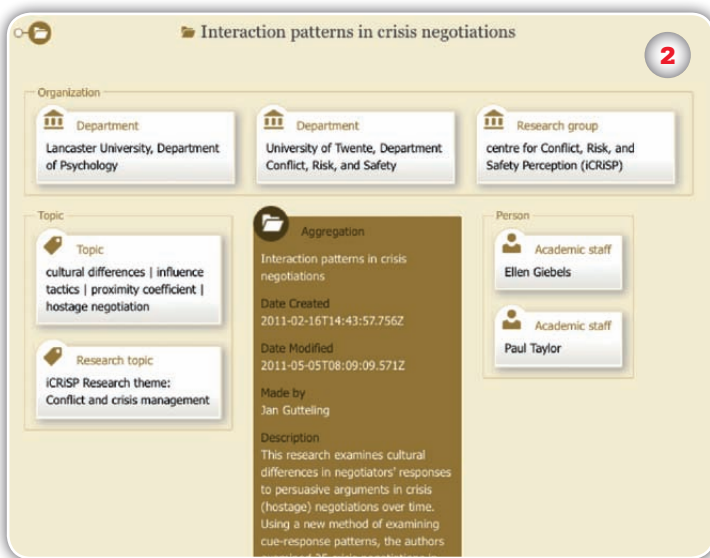 Interaction patterns in crisis negotiations
2
Organization
Department
Lancaster University, Department
of Psychology
Department
University of Twente, Department
Conflict, Risk, and Safety
Research group
centre for Conflict, Risk, and
Safety Perception (iCRiSP)
Topic
Topic
cultural differences | influence
tactics | proximity coefficient |
hostage negotiation
Research topic
iCRiSP Research theme:
Conflict and crisis management
Aggregation
Interaction patterns in crisis
negotiations
Date Created
2011-02-16T14:43:57.756Z
Date Modified
2011-05-05T08:09:09.571Z
Made by
Jan Gutteling
Description
This research examines cultural
differences in negotiators' responses
to persuasive arguments in crisis
(hostage) negotiations over time.
Using a new method of examining
cue-response patterns, the authors
Person
Academic staff
Ellen Giebels
Academic staff
Paul Taylor